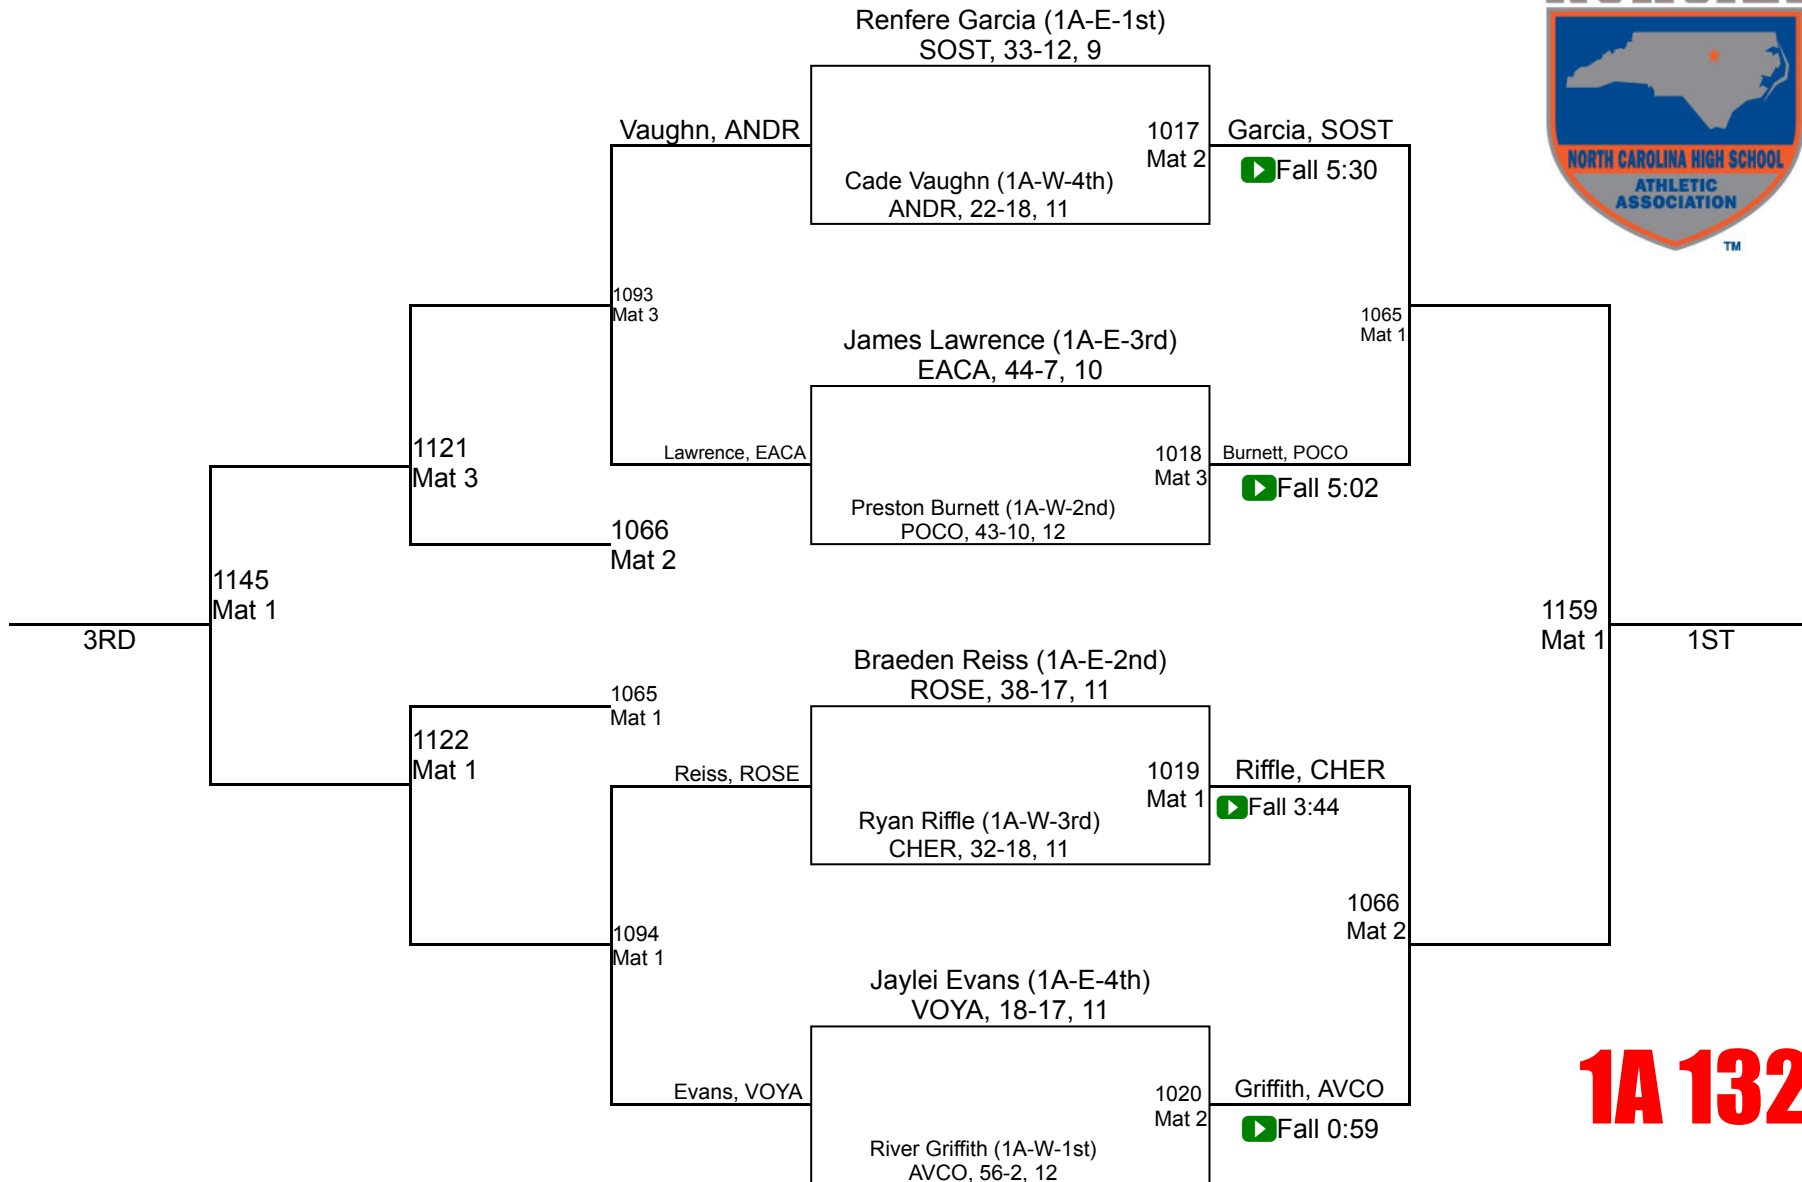 Renfere Garcia (1A-E-1st)
SOST, 33-12, 9
Vaughn, ANDR
1017
Mat 2
Garcia, SOST
Fall 5:30
Cade Vaughn (1A-W-4th)
ANDR, 22-18, 11
NORTH CAROLINA HIGH SCHOOL
ATHLETIC
ASSOCIATION
TM
1093
Mat 3
1065
Mat 1
James Lawrence (1A-E-3rd)
EACA, 44-7, 10
1121
Mat 3
Lawrence, EACA
1018
Mat 3
Burnett, POCO
Fall 5:02
Preston Burnett (1A-W-2nd)
POCO, 43-10, 12
1066
Mat 2
1145
Mat 1
3RD
1159
Mat 1
1ST
Braeden Reiss (1A-E-2nd)
ROSE, 38-17, 11
1065
Mat 1
1122
Mat 1
Reiss, ROSE
1019
Mat 1
Riffle, CHER
Fall 3:44
Ryan Riffle (1A-W-3rd)
CHER, 32-18, 11
1094
Mat 1
1066
Mat 2
Jaylei Evans (1A-E-4th)
VOYA, 18-17, 11
Evans, VOYA
1020
Mat 2
Griffith, AVCO
Fall 0:59
River Griffith (1A-W-1st)
AVCO, 56-2, 12
1A 132